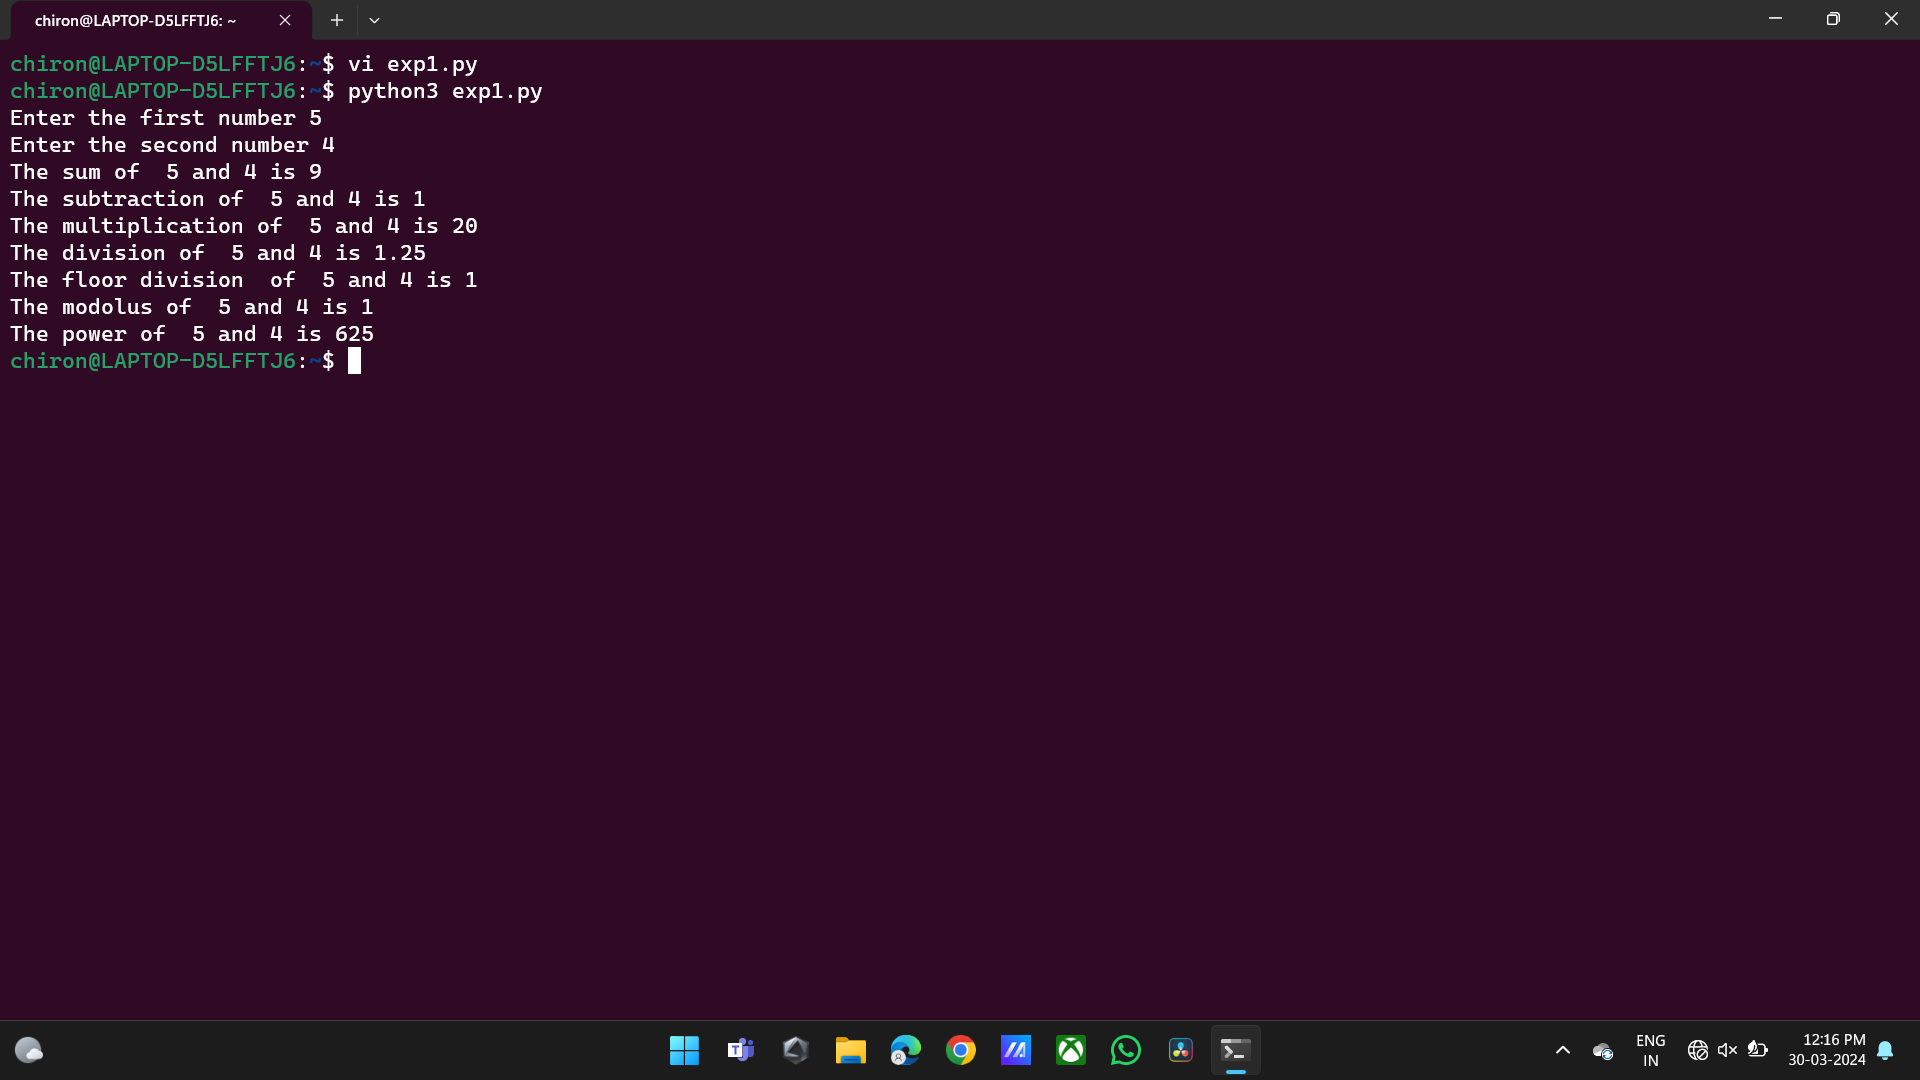 chiron@LAPTOP-D5LFFTJ6: ~
chiron@LAPTOP-D5LFFTJ6:~$ vi exp1.py
chiron@LAPTOP-D5LFFTJ6:~$ python3 exp1.py
Enter the first number 5
Enter the second number 4
The sum of  5 and 4 is 9
The subtraction of  5 and 4 is 1
The multiplication of  5 and 4 is 20
The division of  5 and 4 is 1.25
The floor division  of  5 and 4 is 1
The modolus of  5 and 4 is 1
The power of  5 and 4 is 625
chiron@LAPTOP-D5LFFTJ6:~$
ENG
IN
12:16 PM
30-03-2024